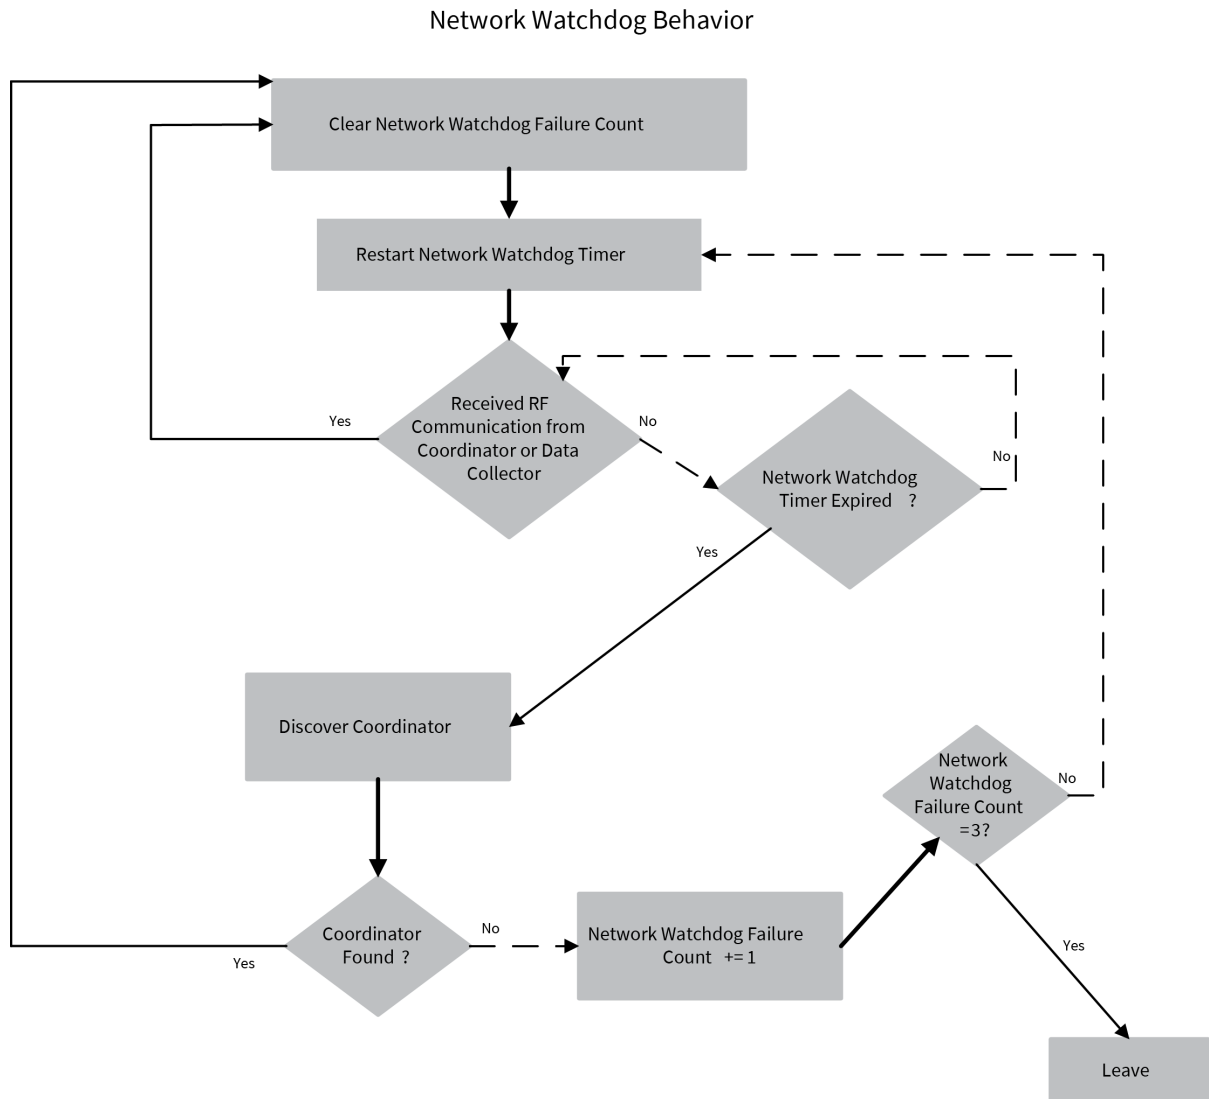 Network Watchdog Behavior
Clear Network Watchdog Failure Count
Restart Network Watchdog Timer
Received RF
Communication from
Coordinator or Data
Collector
Yes
No
Network Watchdog
Timer Expired ?
No
Yes
Discover Coordinator
Network
Watchdog
Failure Count
=3?
No
Coordinator
Found ?
No
Yes
Network Watchdog Failure
Count += 1
Yes
Leave